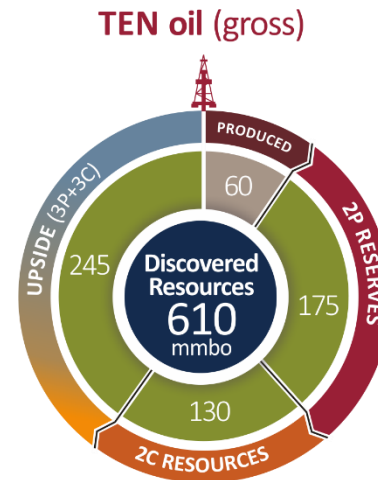 TEN oil (gross)
PRODUCED
60
2P RESERVES
175
2C RESOURCES
130
UPSIDE (3P+3C)
245
Discovered
Resources
610
mmbo